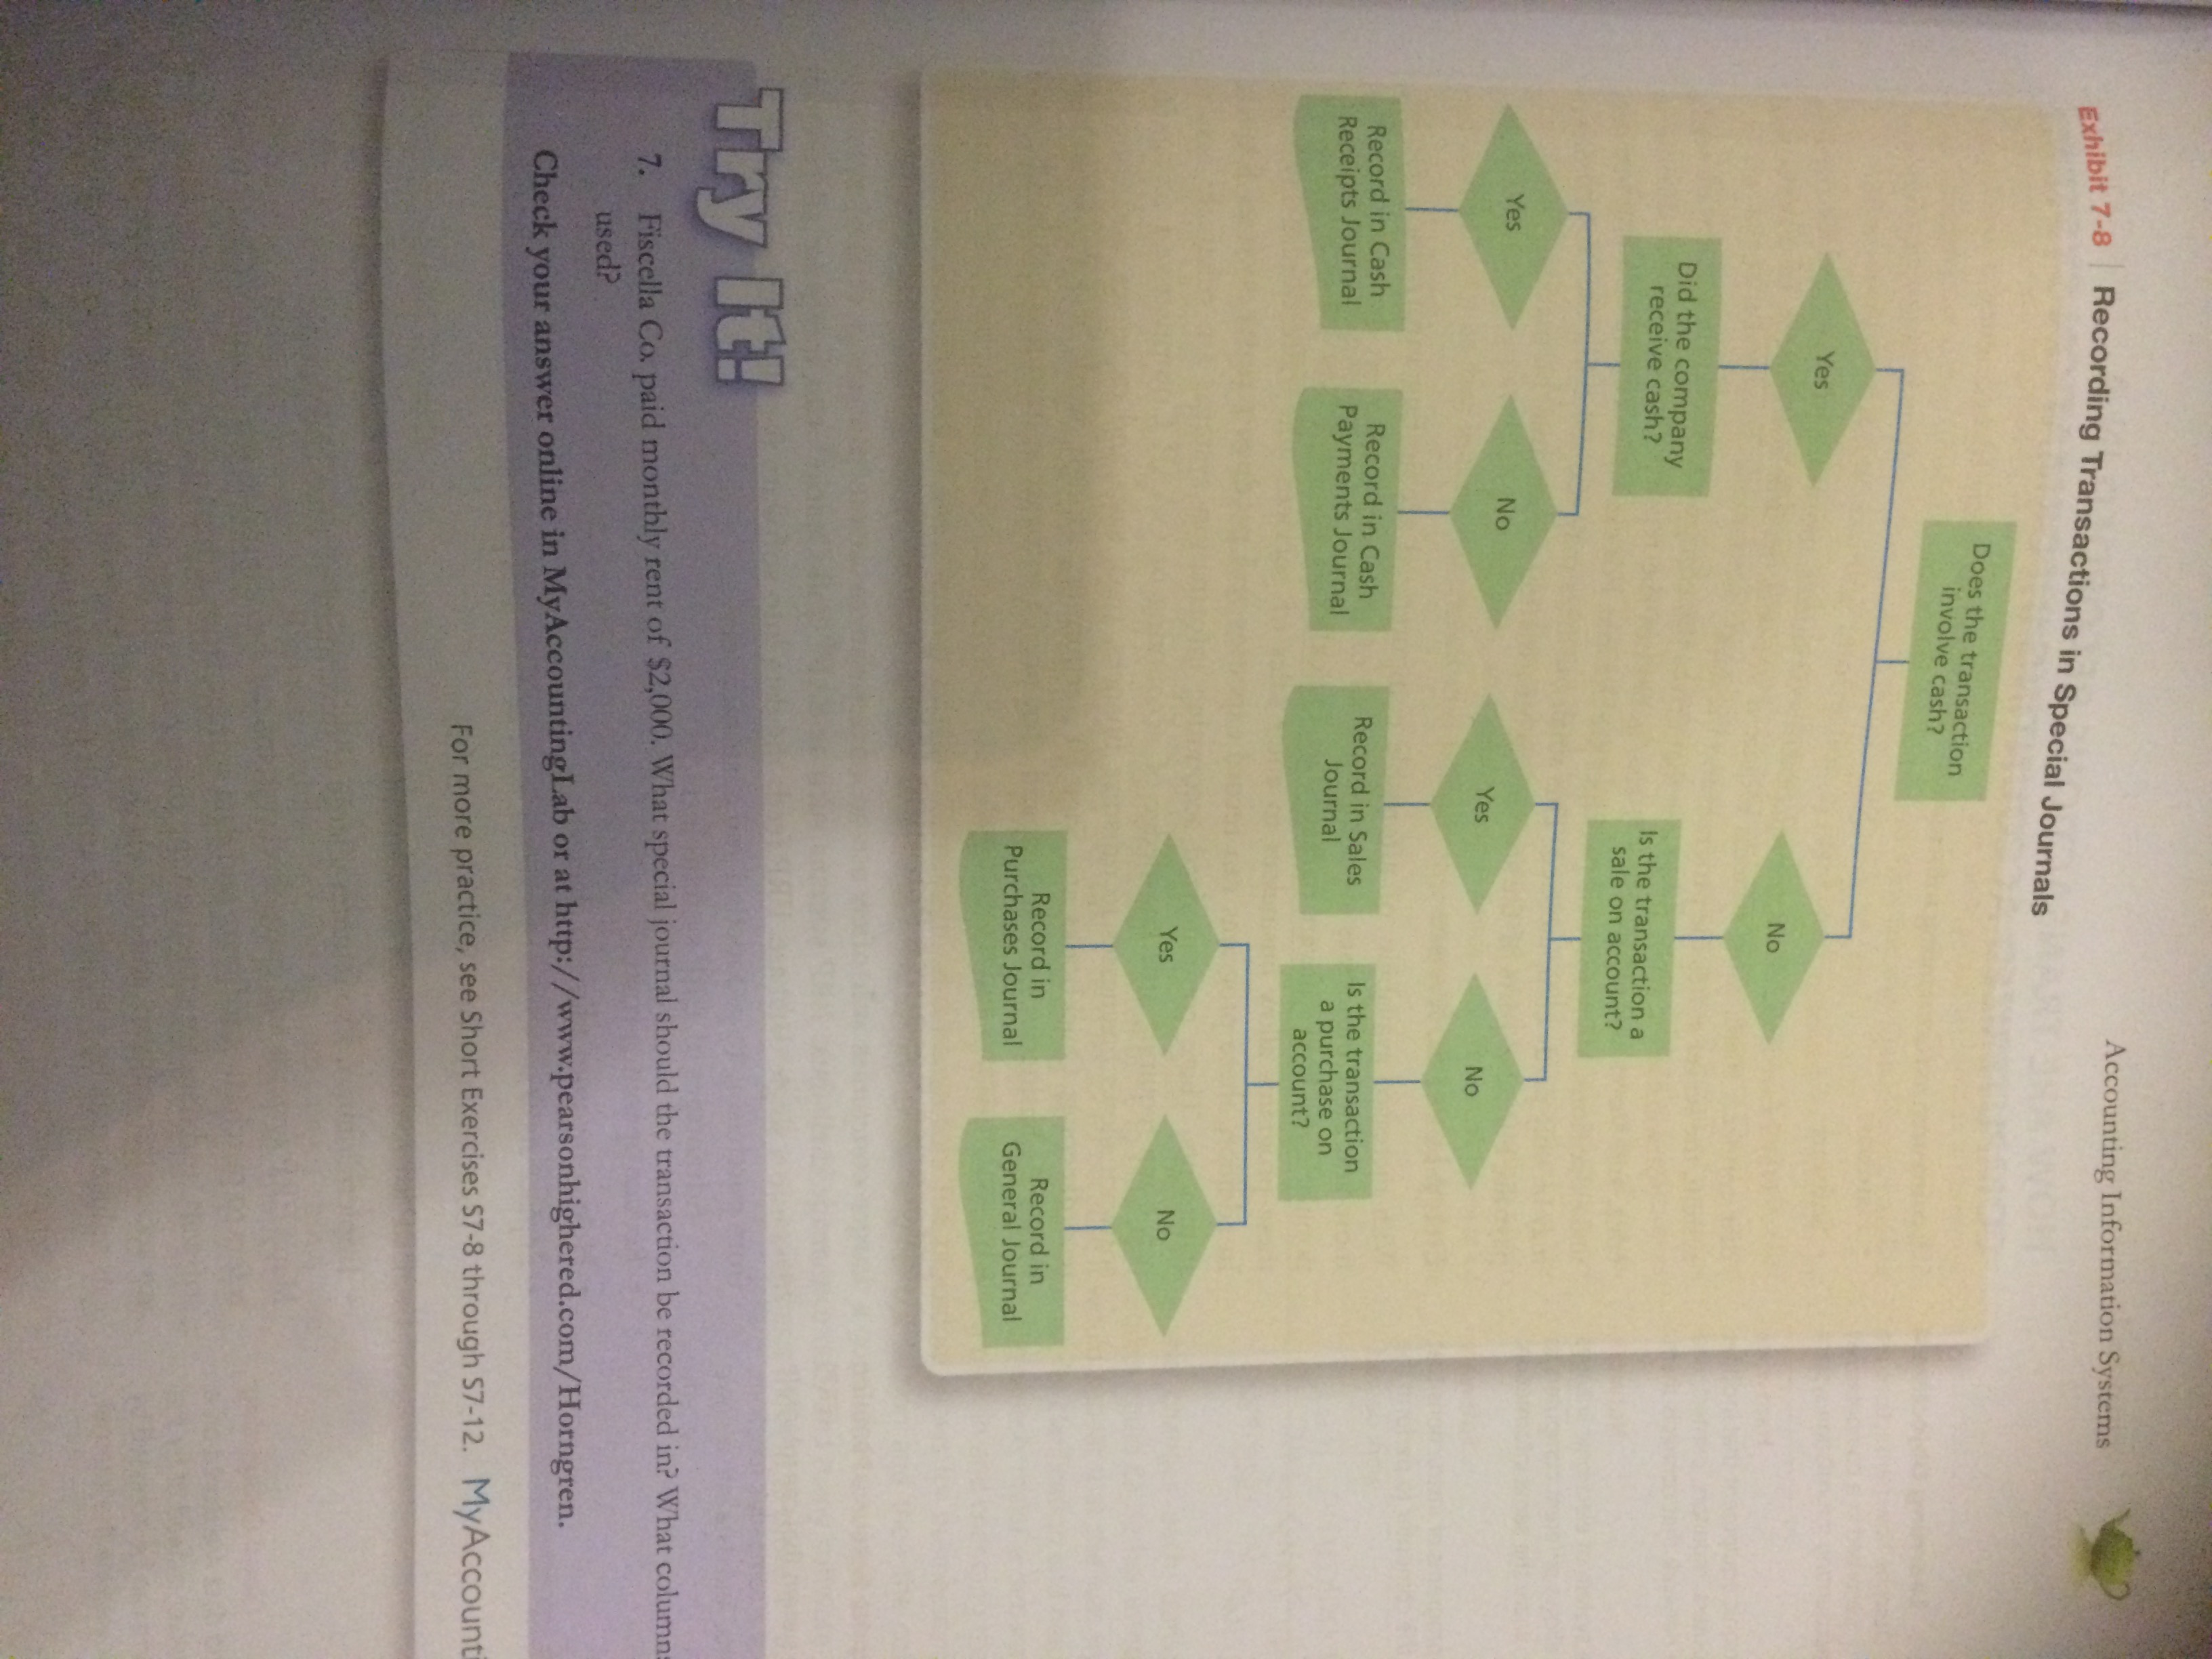 Accounting Information Systems
Exhibit 7-8 | Recording Transactions in Special Journals
Does the transaction
involve cash?
Yes
No
Did the company
receive cash?
Is the transaction a
sale on account?
Yes
No
Yes
No
Record in Cash
Receipts Journal
Record in Cash
Payments Journal
Record in Sales
Journal
Is the transaction
a purchase on
account?
Yes
No
Record in
Purchases Journal
Record in
General Journal
Try It!
7. Fiscella Co. paid monthly rent of $2,000. What special journal should the transaction be recorded in? What column
used?
Check your answer online in MyAccountingLab or at http://www.pearsonhighered.com/Horngren.
For more practice, see Short Exercises S7-8 through S7-12. MyAccounti